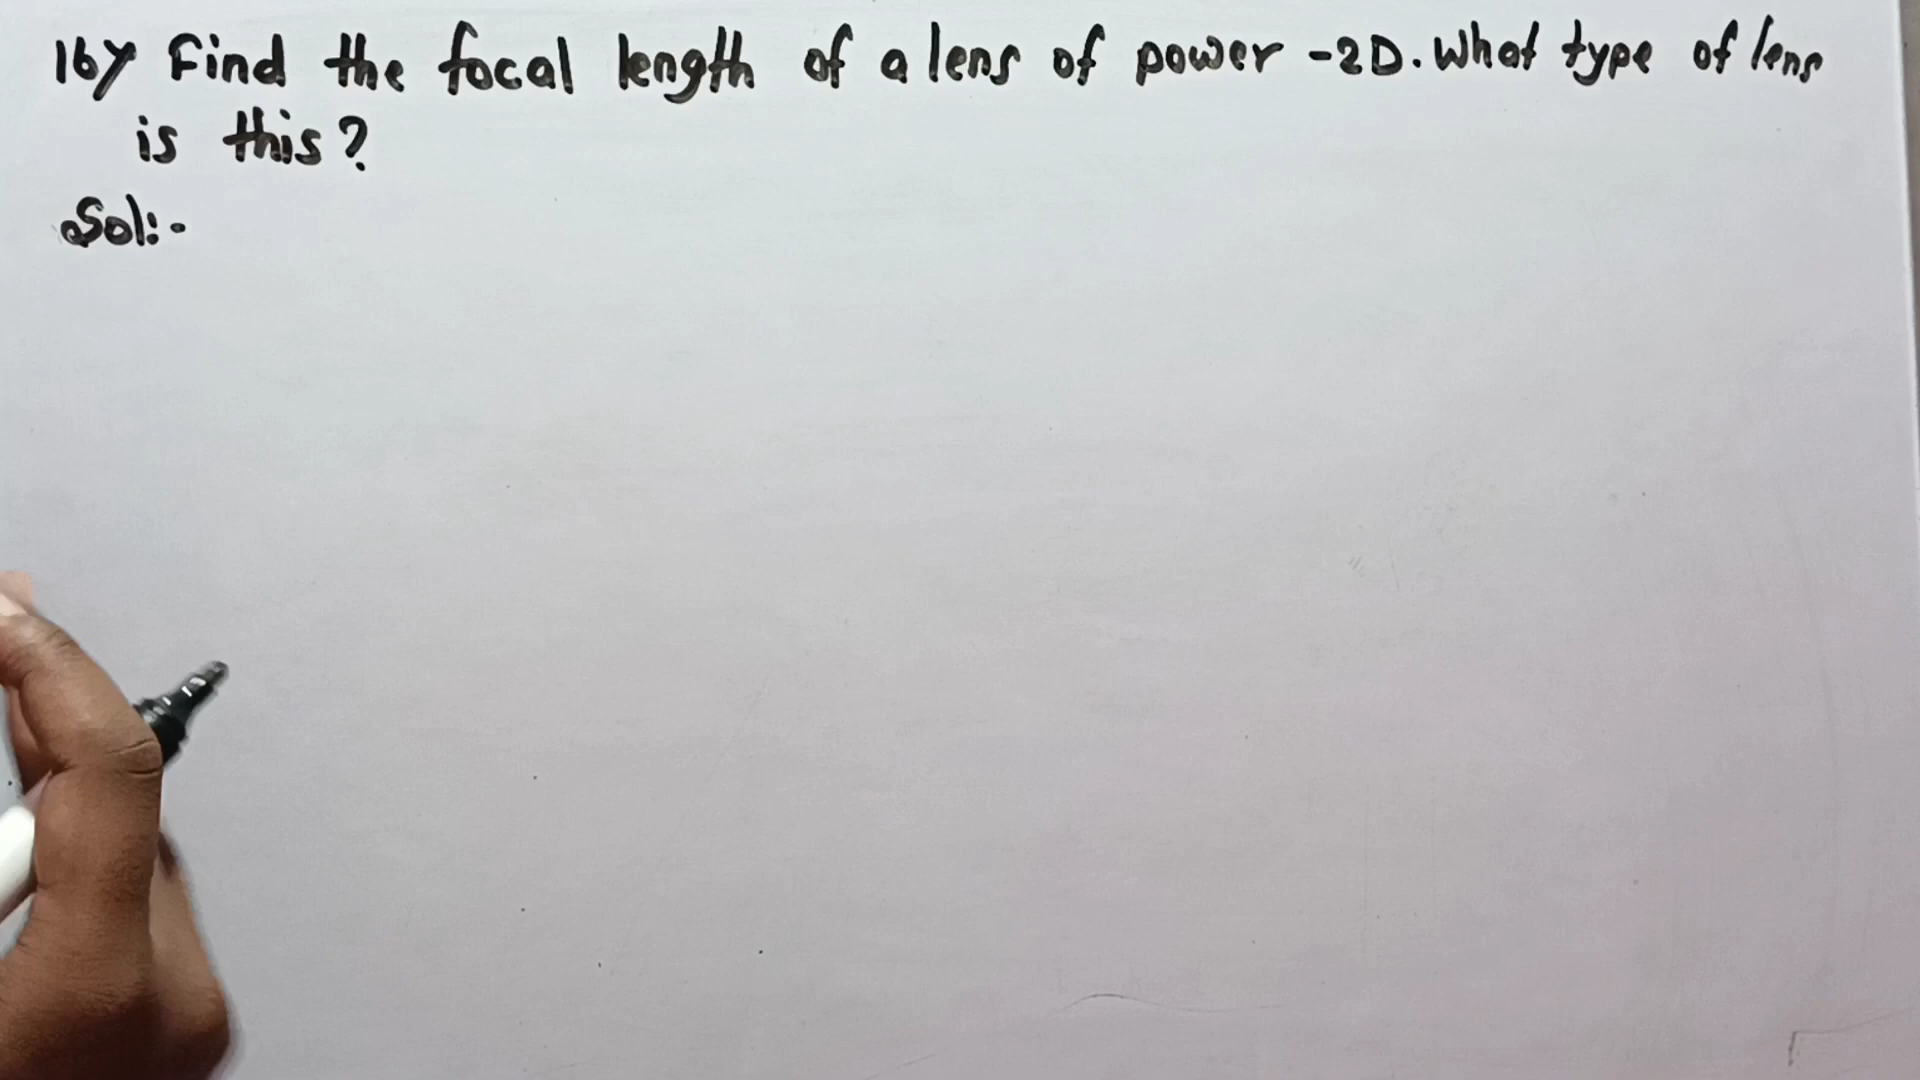 16) Find the focal length of a lens of power -2D. What type of lens
is this?
Sol:-